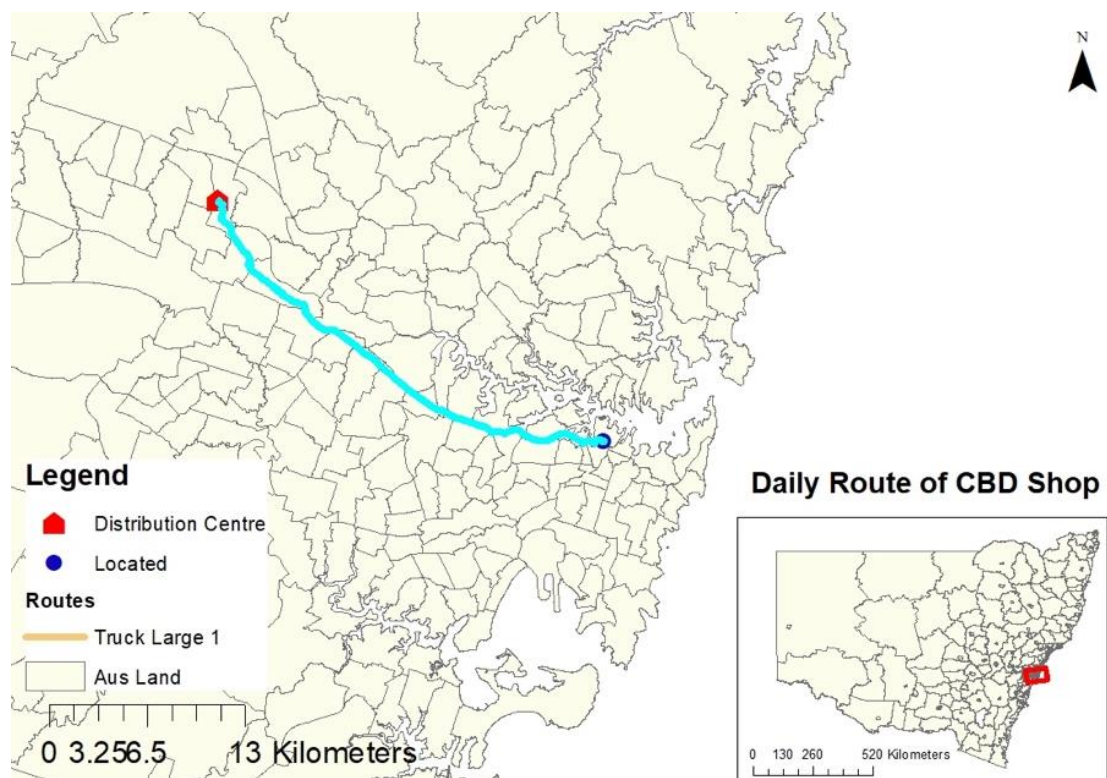 N
Legend
Distribution Centre
Located
Routes
Truck Large 1
Aus Land
0 3.256.5 13 Kilometers
Daily Route of CBD Shop
0 130 260 520 Kilometers